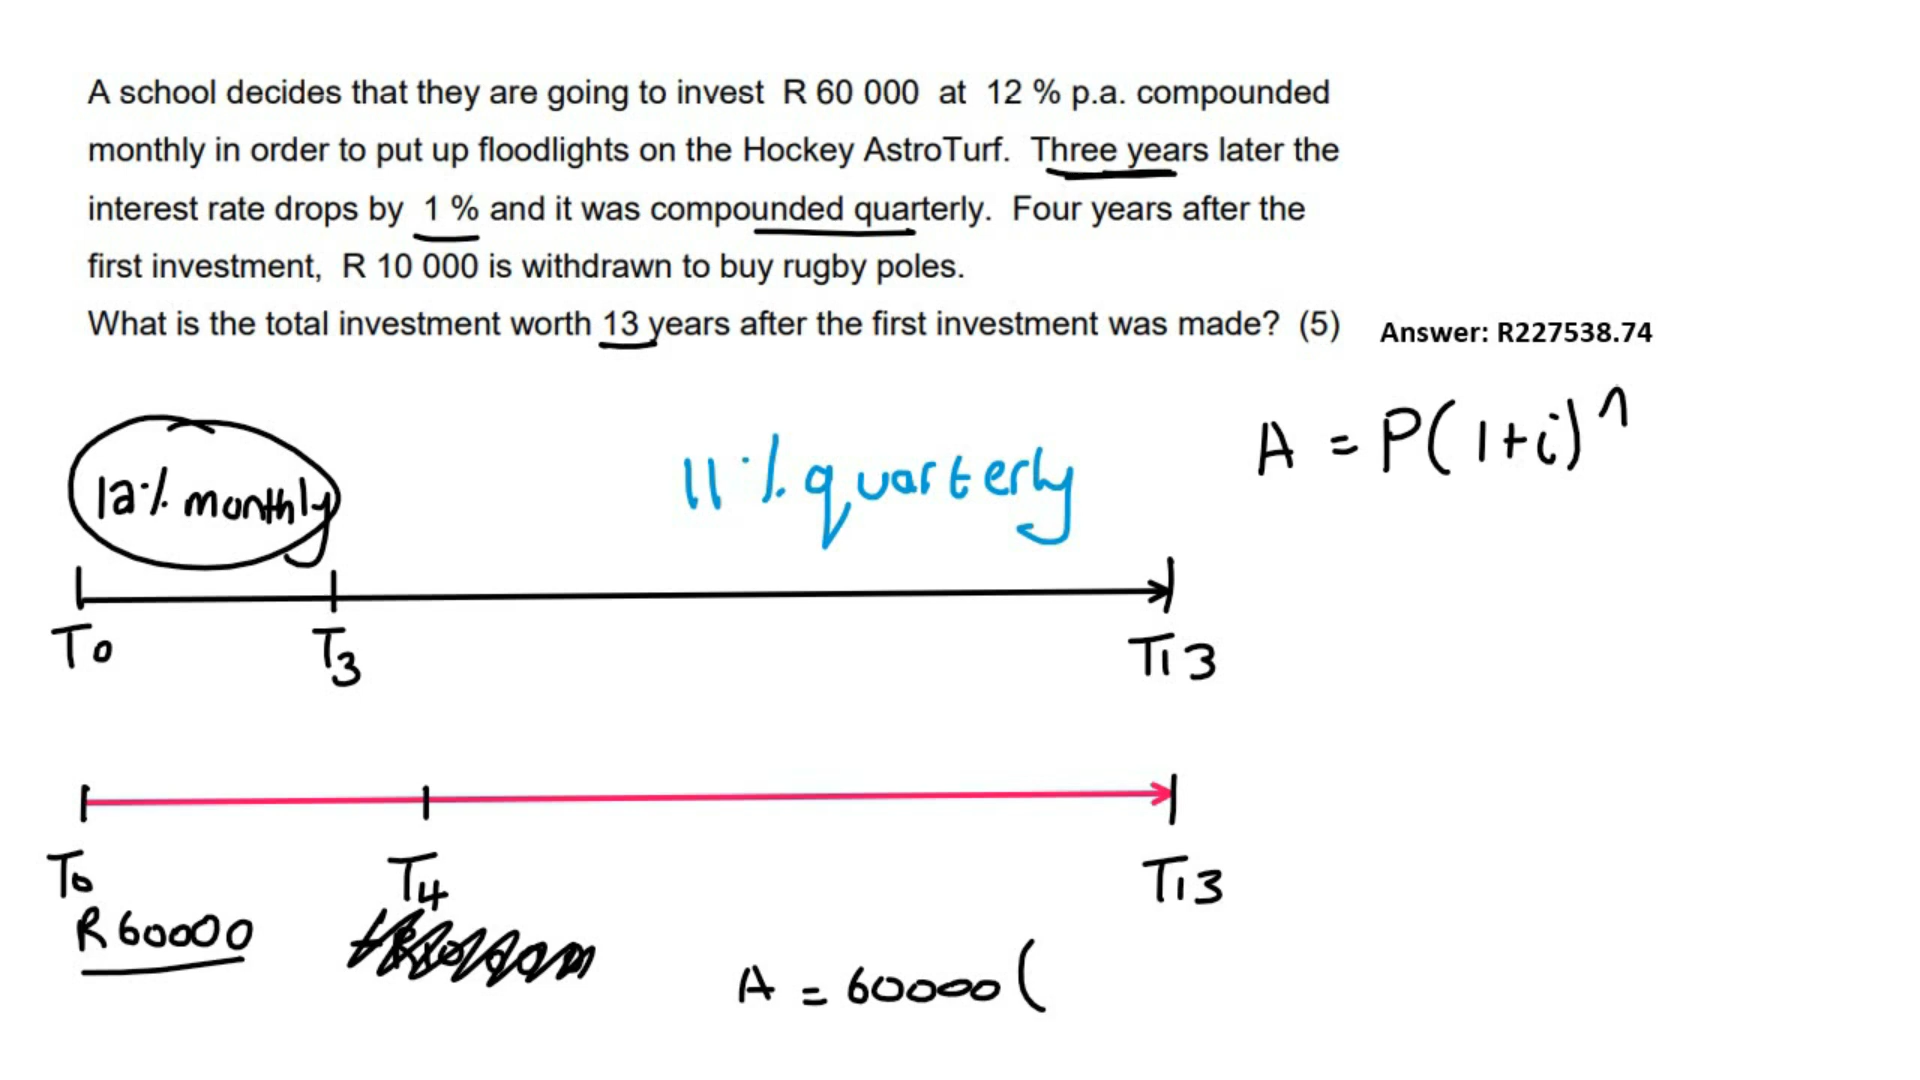 A school decides that they are going to invest R 60 000 at 12 % p.a. compounded
monthly in order to put up floodlights on the Hockey AstroTurf. Three years later the
interest rate drops by 1 % and it was compounded quarterly. Four years after the
first investment, R 10 000 is withdrawn to buy rugby poles.
What is the total investment worth 13 years after the first investment was made? (5) Answer: R227538.74
A = P(1+i)^n
12% monthly
11% quarterly
T0 T3 T13
T0 T4 T13
R60000
A = 60000(